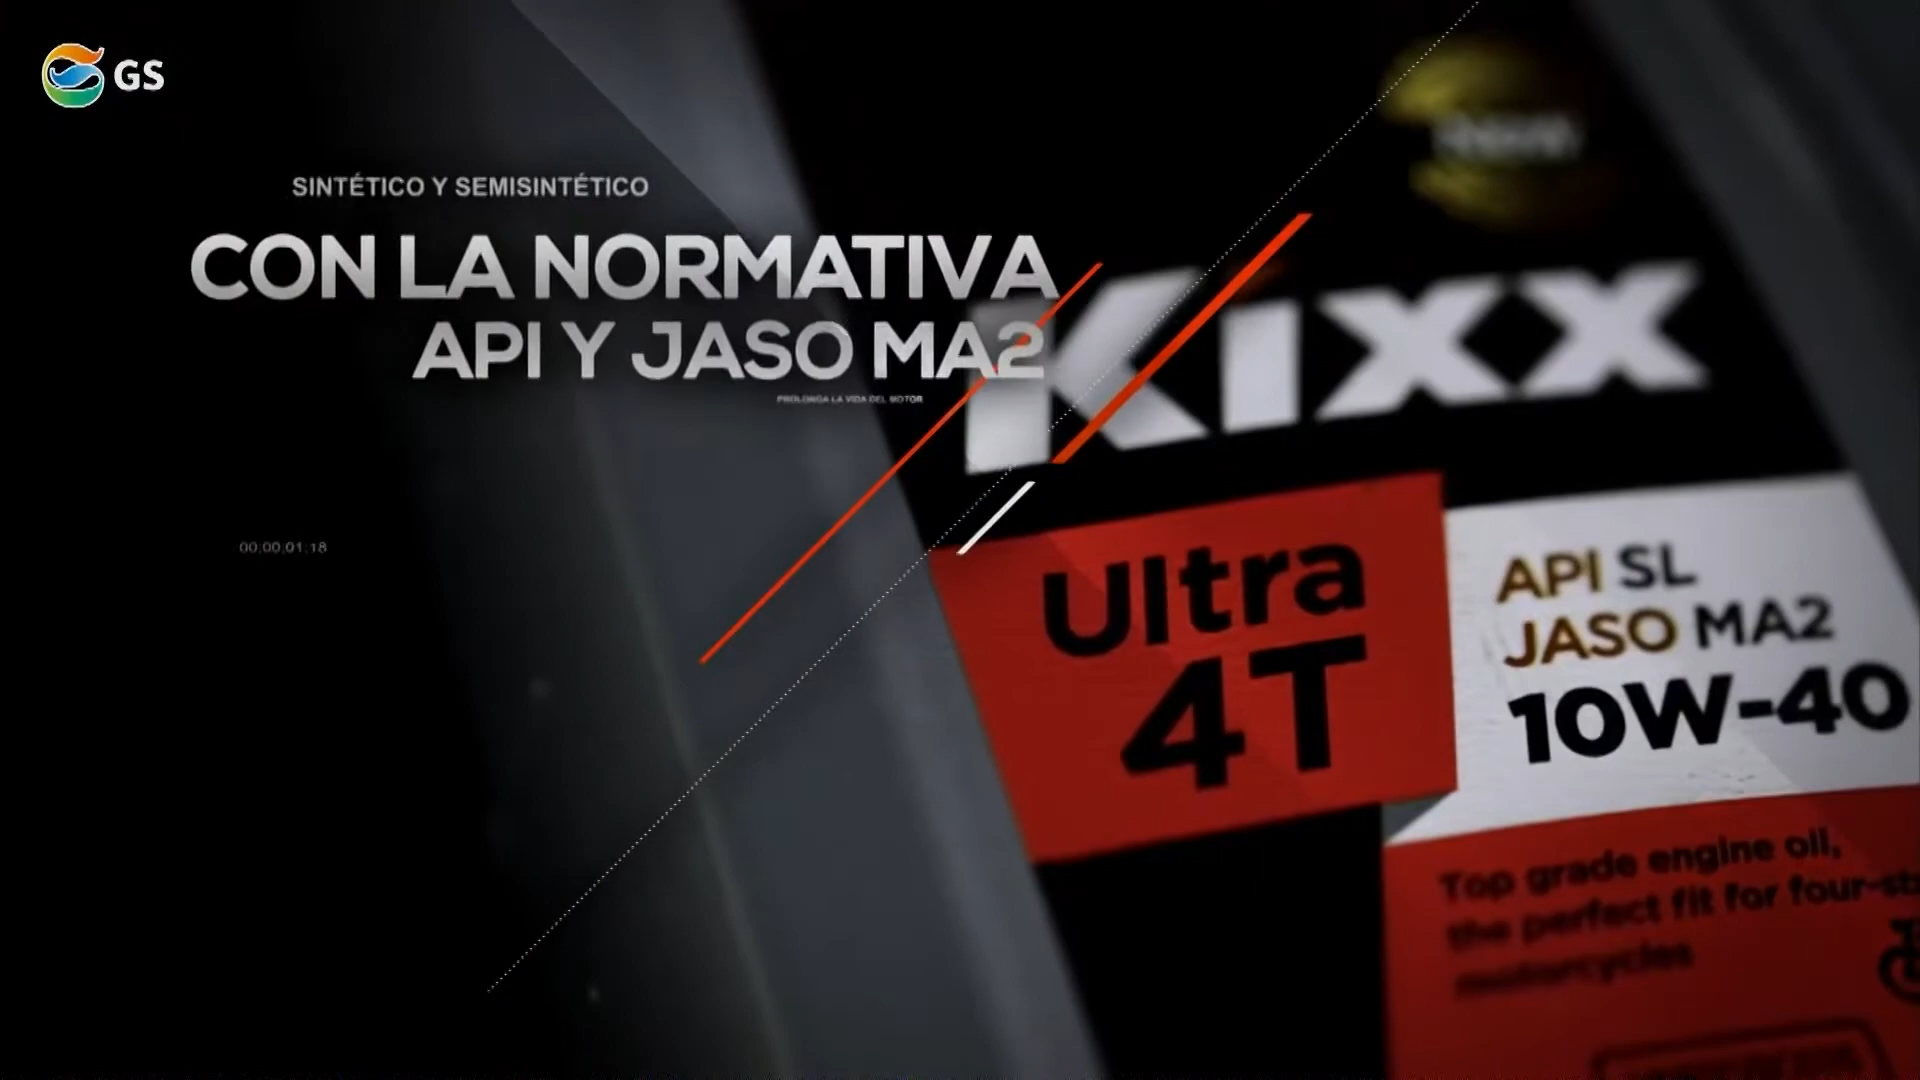 GS
SINTÉTICO Y SEMISINTÉTICO
CON LA NORMATIVA
API Y JASO MA2
PROLONGA LA VIDA DEL MOTOR
00;00;01;18
Kixx
Ultra
4T
API SL
JASO MA2
10W-40
Top grade engine oil,
the perfect fit for four-st
motorcycles